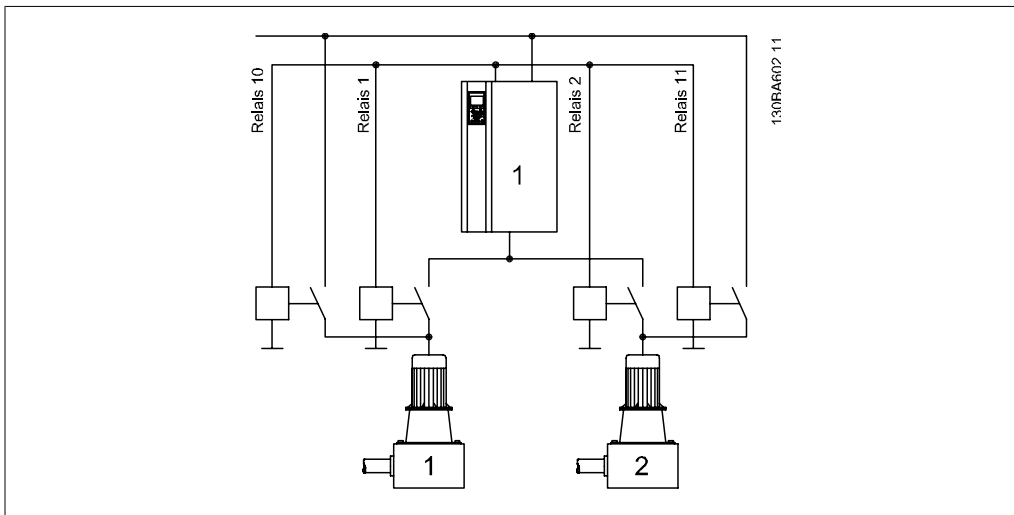 Relais 10
Relais 1
Relais 2
Relais 11
130BA602.11
1
1
2